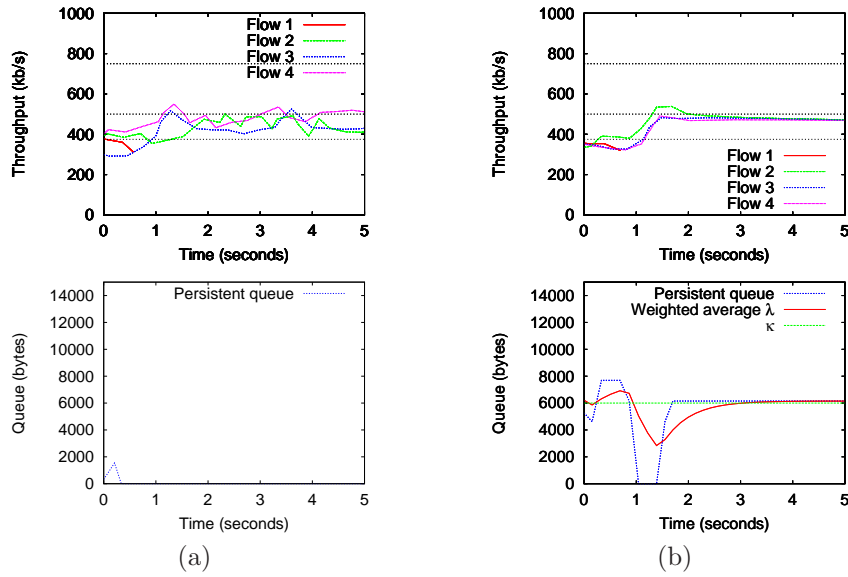 1000
800
600
400
200
0
Throughput (kb/s)
Flow 1
Flow 2
Flow 3
Flow 4
0 1 2 3 4 5
Time (seconds)
1000
800
600
400
200
0
Throughput (kb/s)
Flow 1
Flow 2
Flow 3
Flow 4
0 1 2 3 4 5
Time (seconds)
14000
12000
10000
8000
6000
4000
2000
0
Queue (bytes)
Persistent queue
0 1 2 3 4 5
Time (seconds)
(a)
14000
12000
10000
8000
6000
4000
2000
0
Queue (bytes)
Persistent queue
Weighted average λ
κ
0 1 2 3 4 5
Time (seconds)
(b)